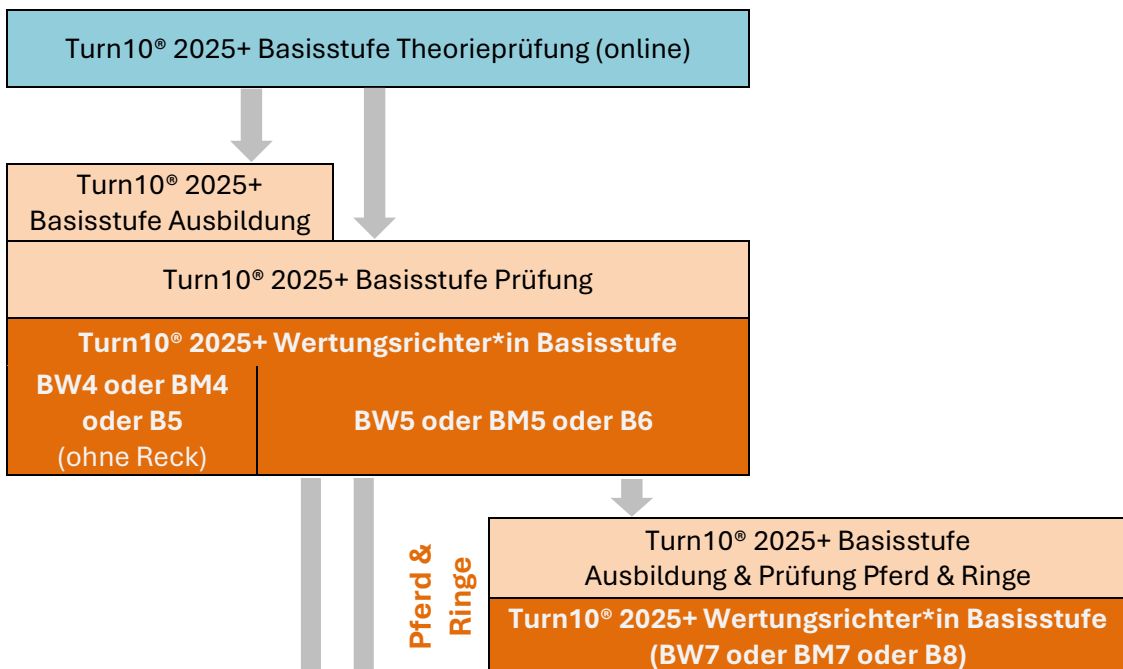 Turn10® 2025+ Basisstufe Theorieprüfung (online)
Turn10® 2025+
Basisstufe Ausbildung
Turn10® 2025+ Basisstufe Prüfung
Turn10® 2025+ Wertungsrichter*in Basisstufe
BW4 oder BM4
oder B5
(ohne Reck)
BW5 oder BM5 oder B6
Pferd &
Ringe
Turn10® 2025+ Basisstufe
Ausbildung & Prüfung Pferd & Ringe
Turn10® 2025+ Wertungsrichter*in Basisstufe
(BW7 oder BM7 oder B8)